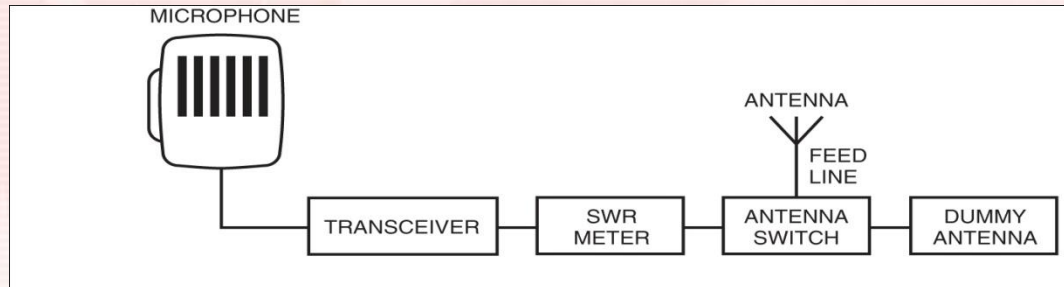 MICROPHONE
ANTENNA
FEED
LINE
TRANSCEIVER
SWR
METER
ANTENNA
SWITCH
DUMMY
ANTENNA